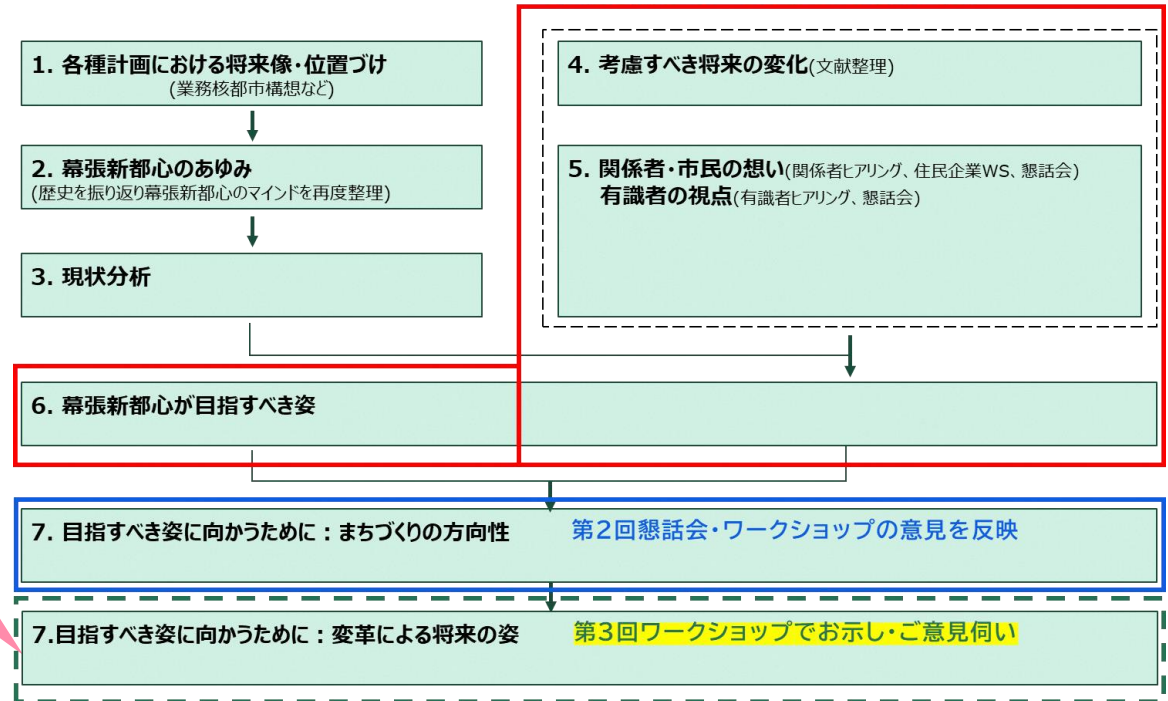 1. 各種計画における将来像・位置づけ
(業務核都市構想など)
2. 幕張新都心のあゆみ
(歴史を振り返り幕張新都心のマインドを再度整理)
3. 現状分析
4. 考慮すべき将来の変化(文献整理)
5. 関係者・市民の想い(関係者ヒアリング、住民企業WS、懇話会)
有識者の視点(有識者ヒアリング、懇話会)
6. 幕張新都心が目指すべき姿
7. 目指すべき姿に向かうために：まちづくりの方向性 第2回懇話会・ワークショップの意見を反映
7.目指すべき姿に向かうために：変革による将来の姿 第3回ワークショップでお示し・ご意見伺い